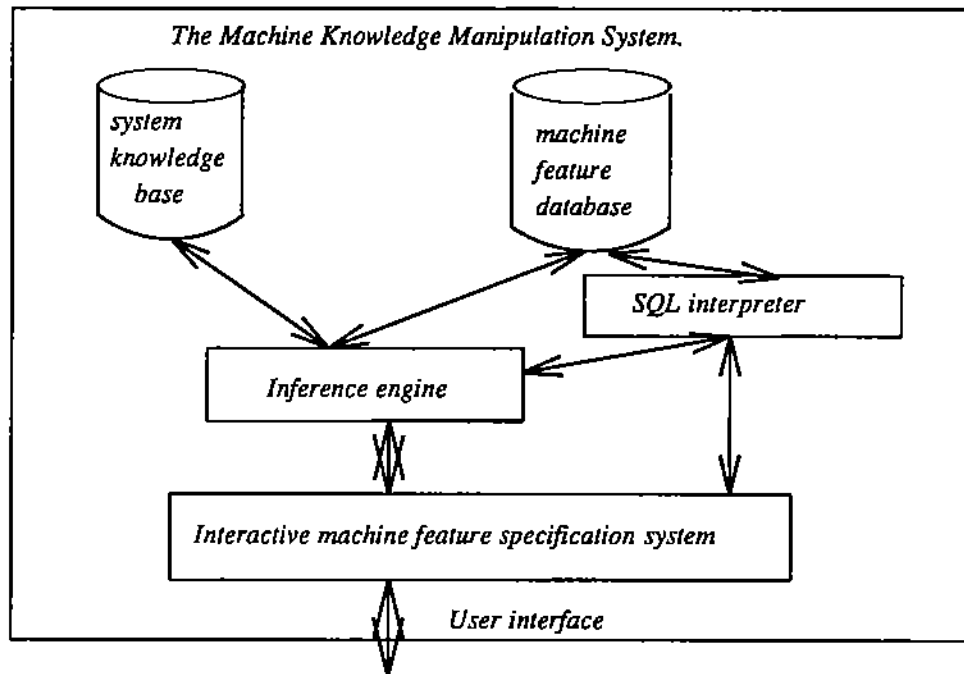 The Machine Knowledge Manipulation System.
system
knowledge
base
machine
feature
database
SQL interpreter
Inference engine
Interactive machine feature specification system
User interface